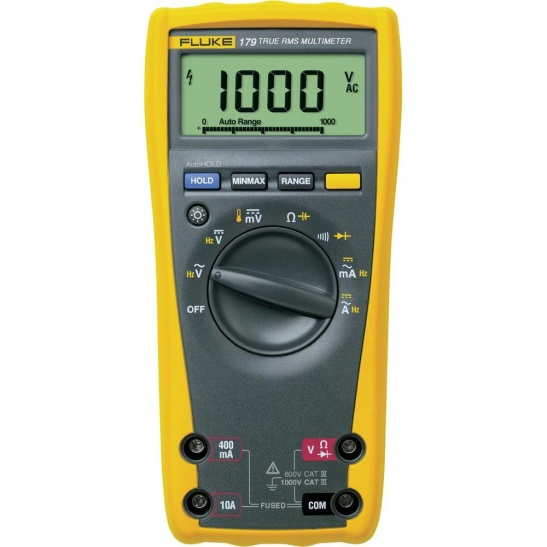 FLUKE 179 TRUE RMS MULTIMETER
1000 V AC
0 Auto Range 1000
AutoHOLD
HOLD MINMAX RANGE
mV Ω
Hz V
Hz V
mA Hz
A Hz
OFF
400 mA
V Ω
600V CAT IV
1000V CAT III
10A
FUSED
COM